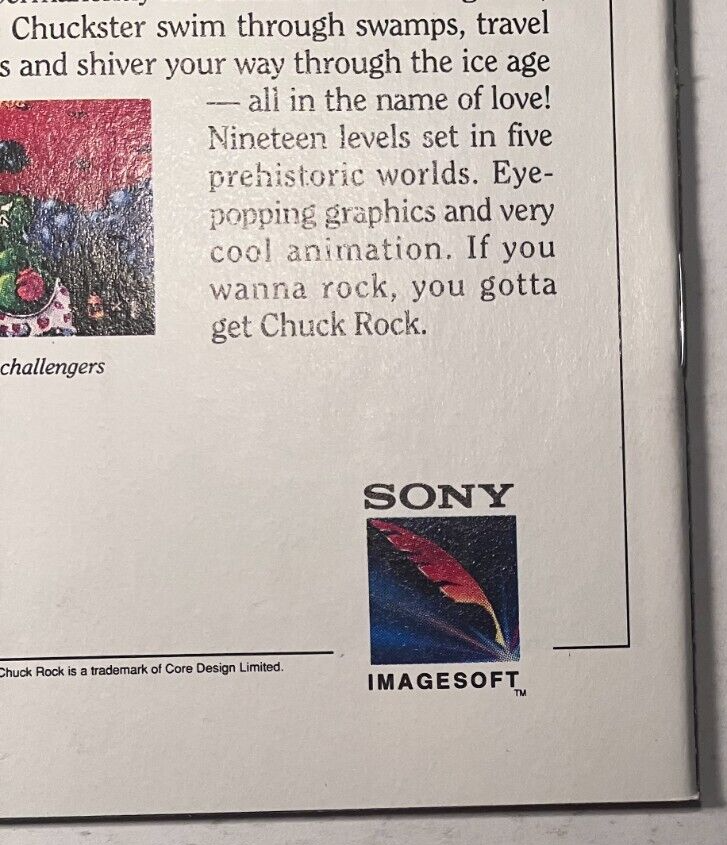 Chuckster swim through swamps, travel
s and shiver your way through the ice age
— all in the name of love!
Nineteen levels set in five
prehistoric worlds. Eye-
popping graphics and very
cool animation. If you
wanna rock, you gotta
get Chuck Rock.
challengers
SONY
IMAGESOFT
TM
Chuck Rock is a trademark of Core Design Limited.